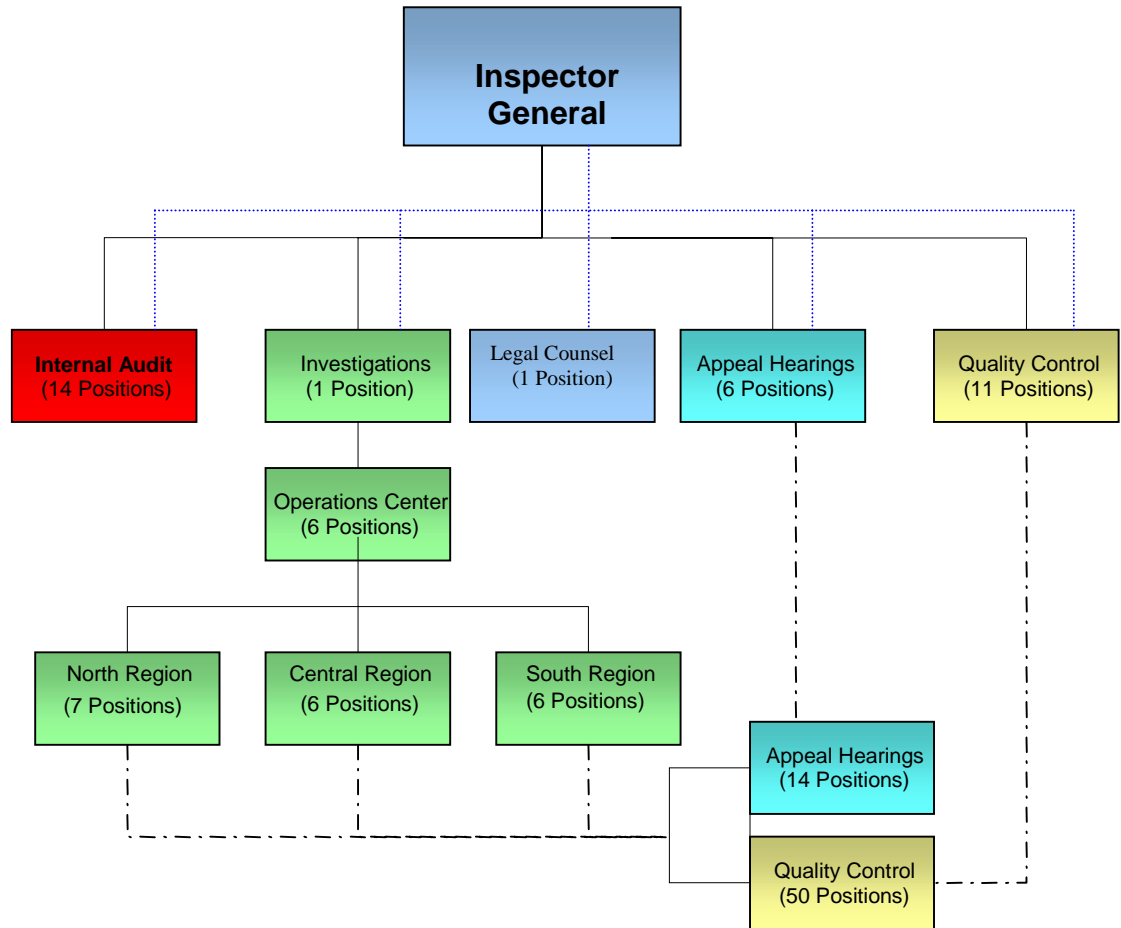 Inspector
General
Internal Audit
(14 Positions)
Investigations
(1 Position)
Legal Counsel
(1 Position)
Appeal Hearings
(6 Positions)
Quality Control
(11 Positions)
Operations Center
(6 Positions)
North Region
(7 Positions)
Central Region
(6 Positions)
South Region
(6 Positions)
Appeal Hearings
(14 Positions)
Quality Control
(50 Positions)